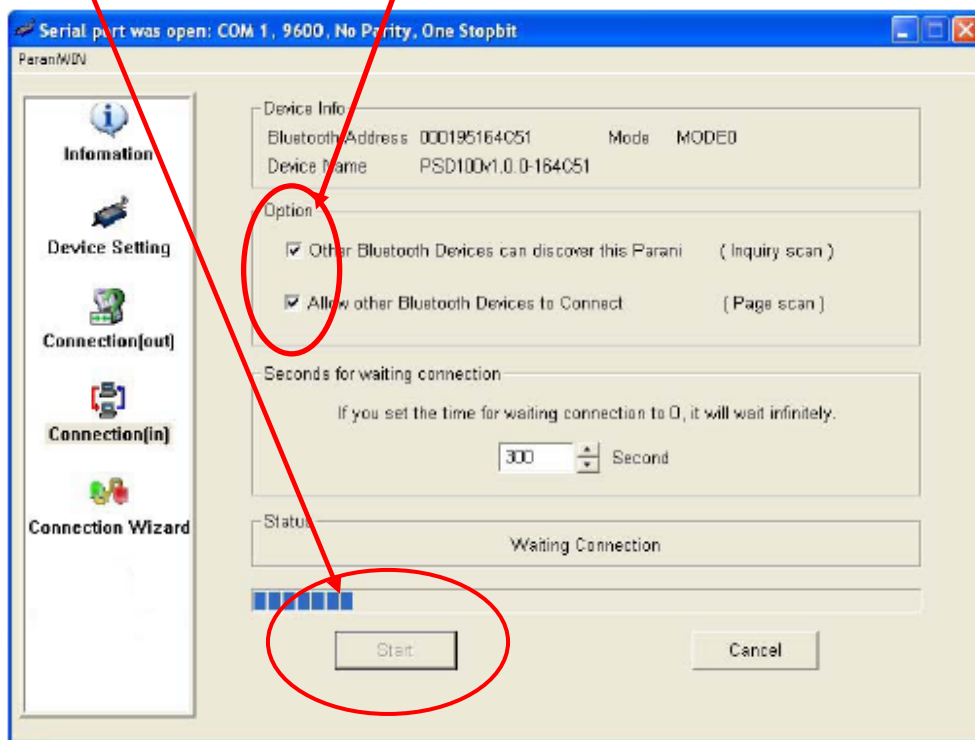 Serial port was open: COM 1, 9600, No Parity, One Stopbit
ParaniWIN
Infomation
Device Setting
Connection(out)
Connection(in)
Connection Wizard
Device Info
Bluetooth Address 000195164C51 Mode MODE0
Device Name PSD100v1.0.0-164C51
Option
Other Bluetooth Devices can discover this Parani ( Inquiry scan )
Allow other Bluetooth Devices to Connect ( Page scan )
Seconds for waiting connection
If you set the time for waiting connection to 0, it will wait infinitely.
300 Second
Status
Waiting Connection
Start Cancel